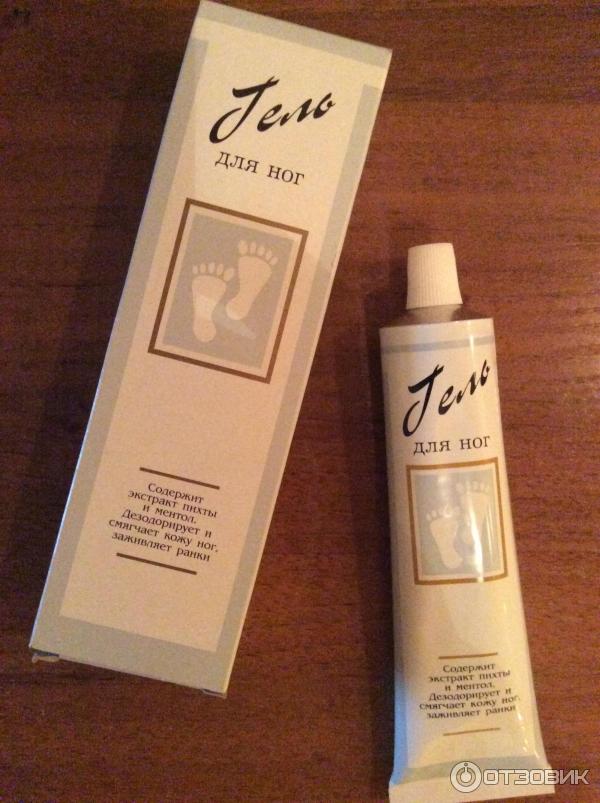 Гель
для ног
Содержит
экстракт пихты
и ментол.
Дезодорирует и
смягчает кожу ног,
заживляет ранки
Гель
для ног
Содержит
экстракт пихты
и ментол.
Дезодорирует и
смягчает кожу ног,
заживляет ранки
ОТЗОВИК